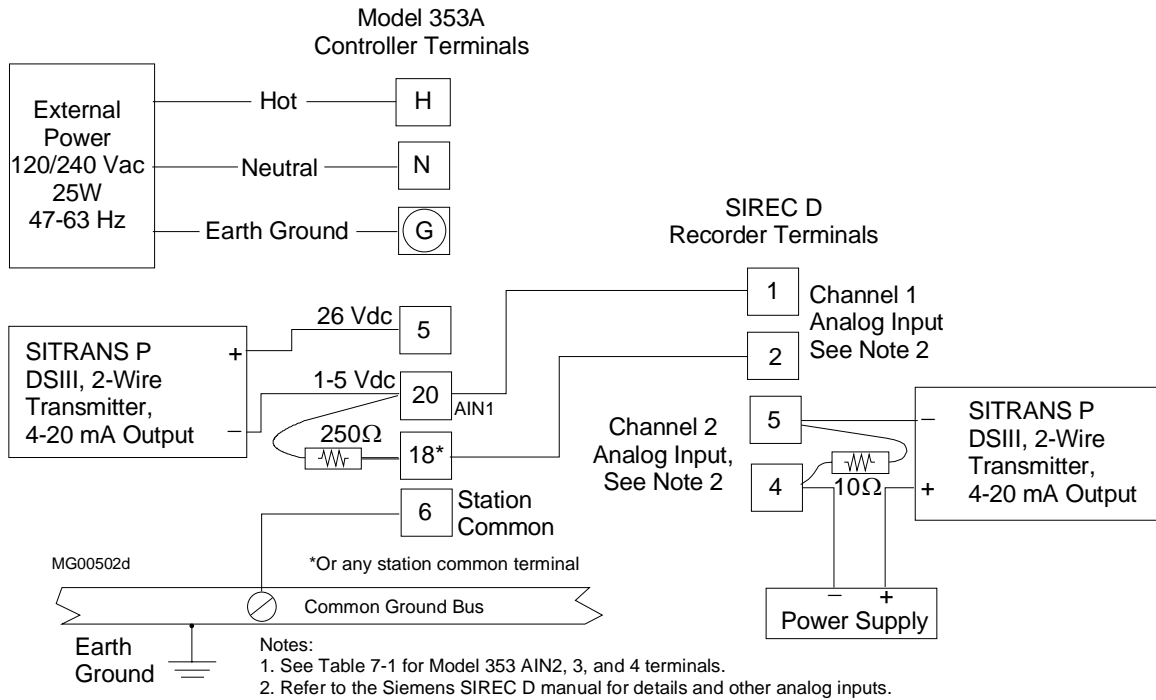 Model 353A
Controller Terminals
External
Power
120/240 Vac
25W
47-63 Hz
Hot
H
Neutral
N
Earth Ground
G
SIREC D
Recorder Terminals
1
2
Channel 1
Analog Input
See Note 2
SITRANS P
DSIII, 2-Wire
Transmitter,
4-20 mA Output
+
–
26 Vdc
5
1-5 Vdc
20
AIN1
250Ω
18*
6
Station
Common
Channel 2
Analog Input,
See Note 2
5
4
10Ω
–
+
SITRANS P
DSIII, 2-Wire
Transmitter,
4-20 mA Output
– +
Power Supply
MG00502d
*Or any station common terminal
Common Ground Bus
Earth
Ground
Notes:
1. See Table 7-1 for Model 353 AIN2, 3, and 4 terminals.
2. Refer to the Siemens SIREC D manual for details and other analog inputs.